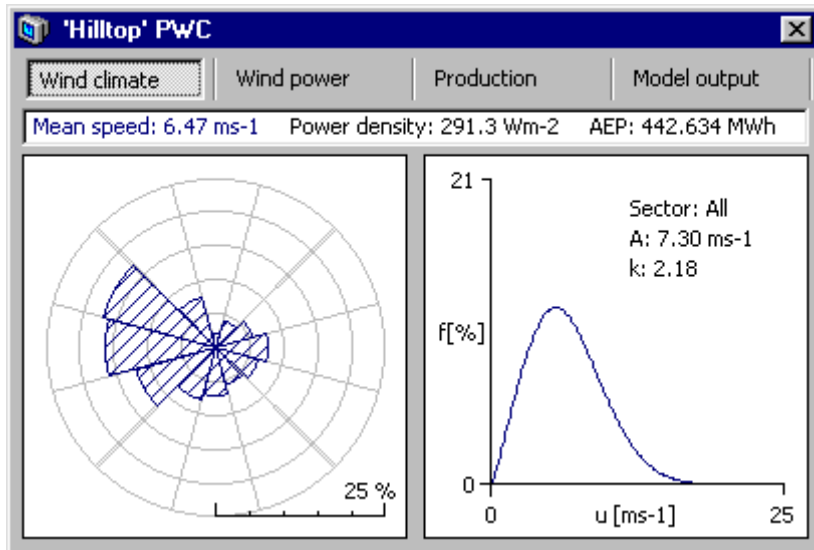 'Hilltop' PWC
Wind climate Wind power Production Model output
Mean speed: 6.47 ms-1 Power density: 291.3 Wm-2 AEP: 442.634 MWh
25 %
21
Sector: All
A: 7.30 ms-1
k: 2.18
f[%]
0
0 u [ms-1] 25